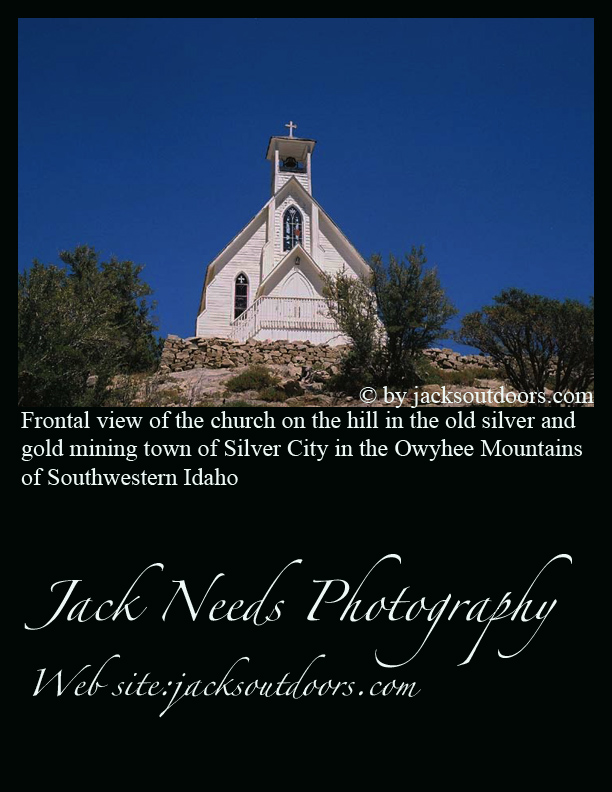 © by jacksoutdoors.com
Frontal view of the church on the hill in the old silver and
gold mining town of Silver City in the Owyhee Mountains
of Southwestern Idaho
Jack Needs Photography
Web site:jacksoutdoors.com